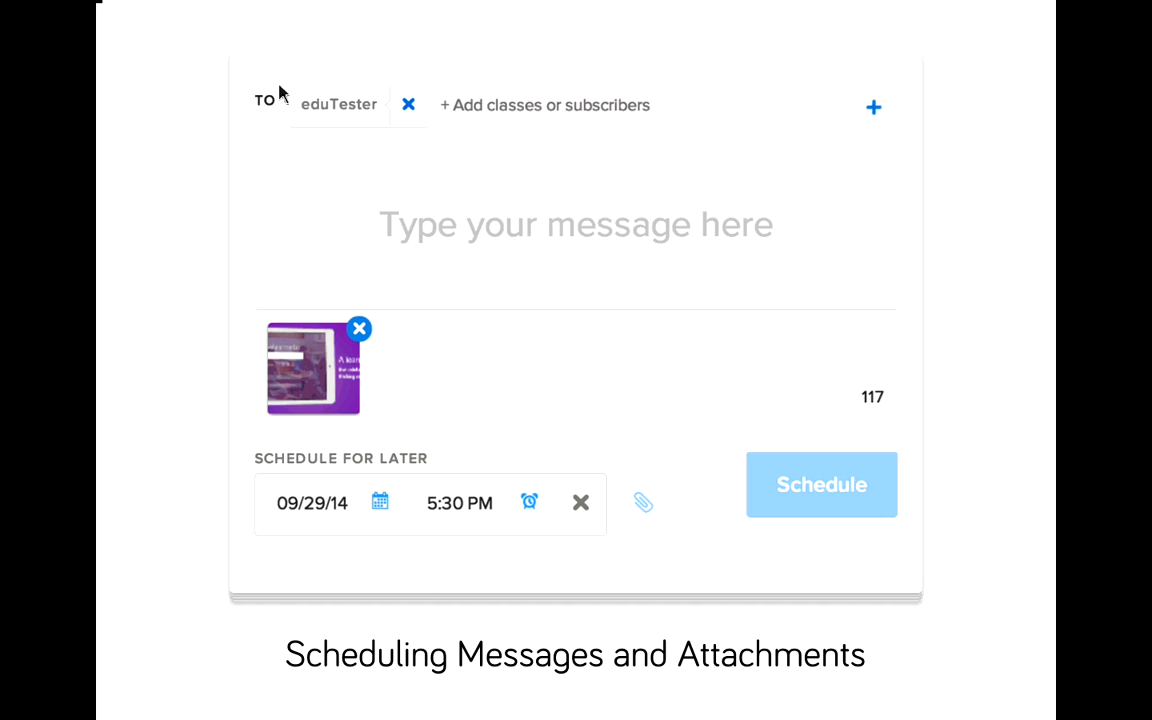 TO eduTester + Add classes or subscribers
Type your message here
A lear
117
SCHEDULE FOR LATER
09/29/14 5:30 PM
Schedule
Scheduling Messages and Attachments